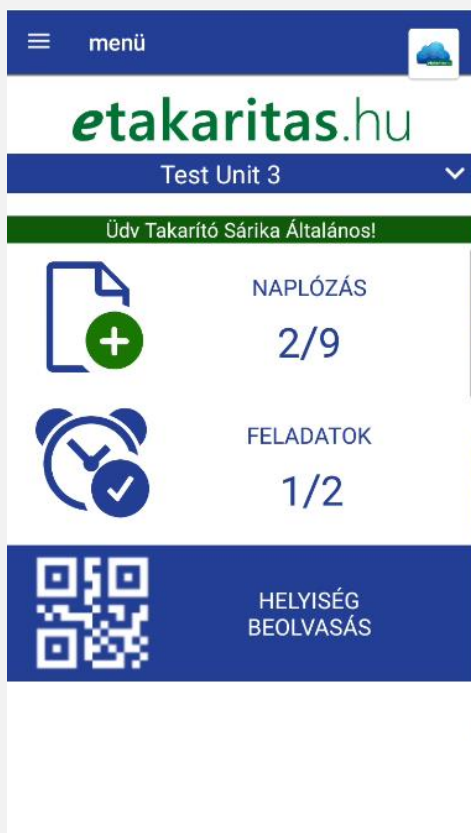 menü
etakaritas.hu
Test Unit 3
Üdv Takarító Sárika Általános!
NAPLÓZÁS
2/9
FELADATOK
1/2
HELYISÉG
BEOLVASÁS